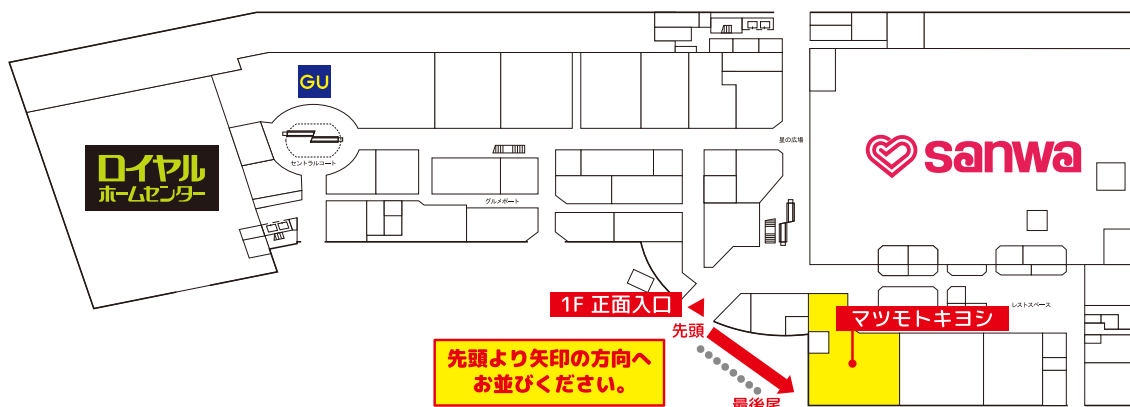 GU
星の広場
sanwa
ロイヤル
ホームセンター
セントラルコート
グルメポート
レストスペース
1F 正面入口
マツモトキヨシ
先頭
先頭より矢印の方向へ
お並びください。
最後尾